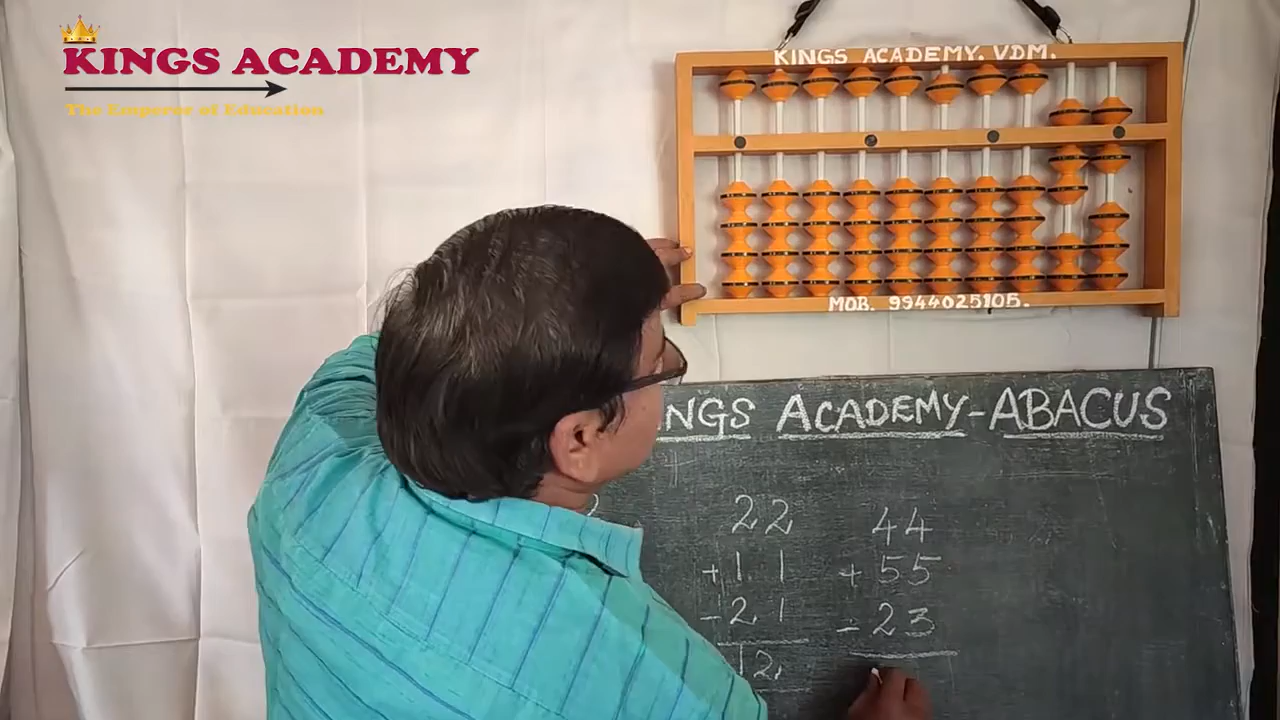 KINGS ACADEMY
The Emperor of Education
KINGS ACADEMY, VDM.
MOB. 9944025105.
NGS ACADEMY-ABACUS
2
22
+11
-21
12,
44
+55
-23